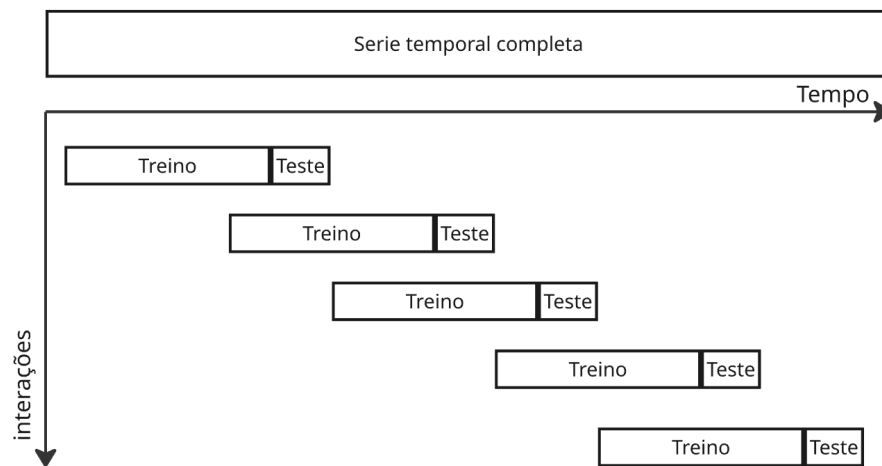 Serie temporal completa
Tempo
Treino Teste
Treino Teste
Treino Teste
Treino Teste
Treino Teste
interações